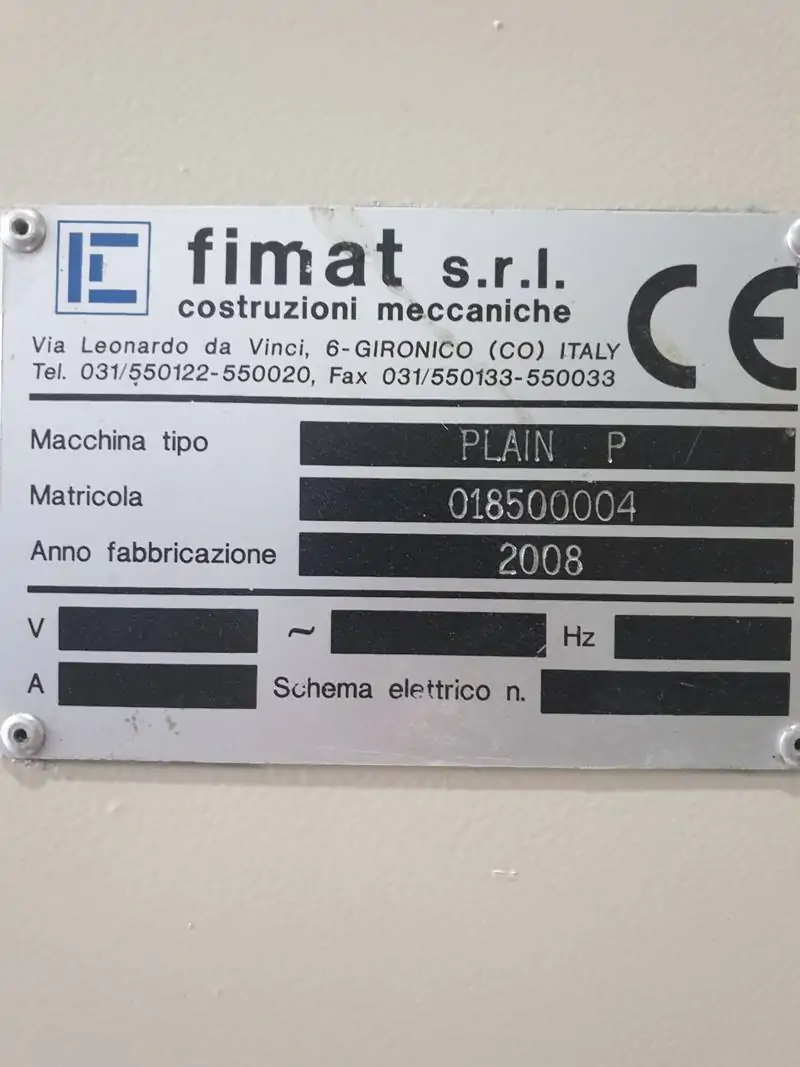 fimat s.r.l.
costruzioni meccaniche
CE
Via Leonardo da Vinci, 6-GIRONICO (CO) ITALY
Tel. 031/550122-550020, Fax 031/550133-550033
Macchina tipo PLAIN P
Matricola 018500004
Anno fabbricazione 2008
V ~ Hz
A Schema elettrico n.